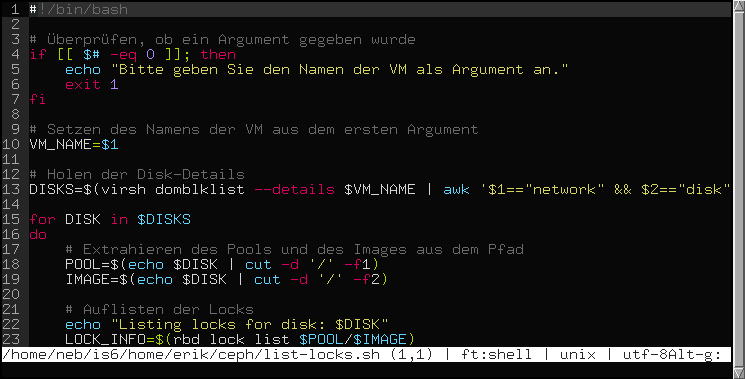 1 #!/bin/bash
2
3 # Überprüfen, ob ein Argument gegeben wurde
4 if [[ $# -eq 0 ]]; then
5     echo "Bitte geben Sie den Namen der VM als Argument an."
6     exit 1
7 fi
8
9 # Setzen des Namens der VM aus dem ersten Argument
10 VM_NAME=$1
11
12 # Holen der Disk-Details
13 DISKS=$(virsh domblklist --details $VM_NAME | awk '$1=="network" && $2=="disk"
14
15 for DISK in $DISKS
16 do
17     # Extrahieren des Pools und des Images aus dem Pfad
18     POOL=$(echo $DISK | cut -d '/' -f1)
19     IMAGE=$(echo $DISK | cut -d '/' -f2)
20
21     # Auflisten der Locks
22     echo "Listing locks for disk: $DISK"
23     LOCK_INFO=$(rbd lock list $POOL/$IMAGE)
/home/neb/is6/home/erik/ceph/list-locks.sh (1,1) | ft:shell | unix | utf-8Alt-g: